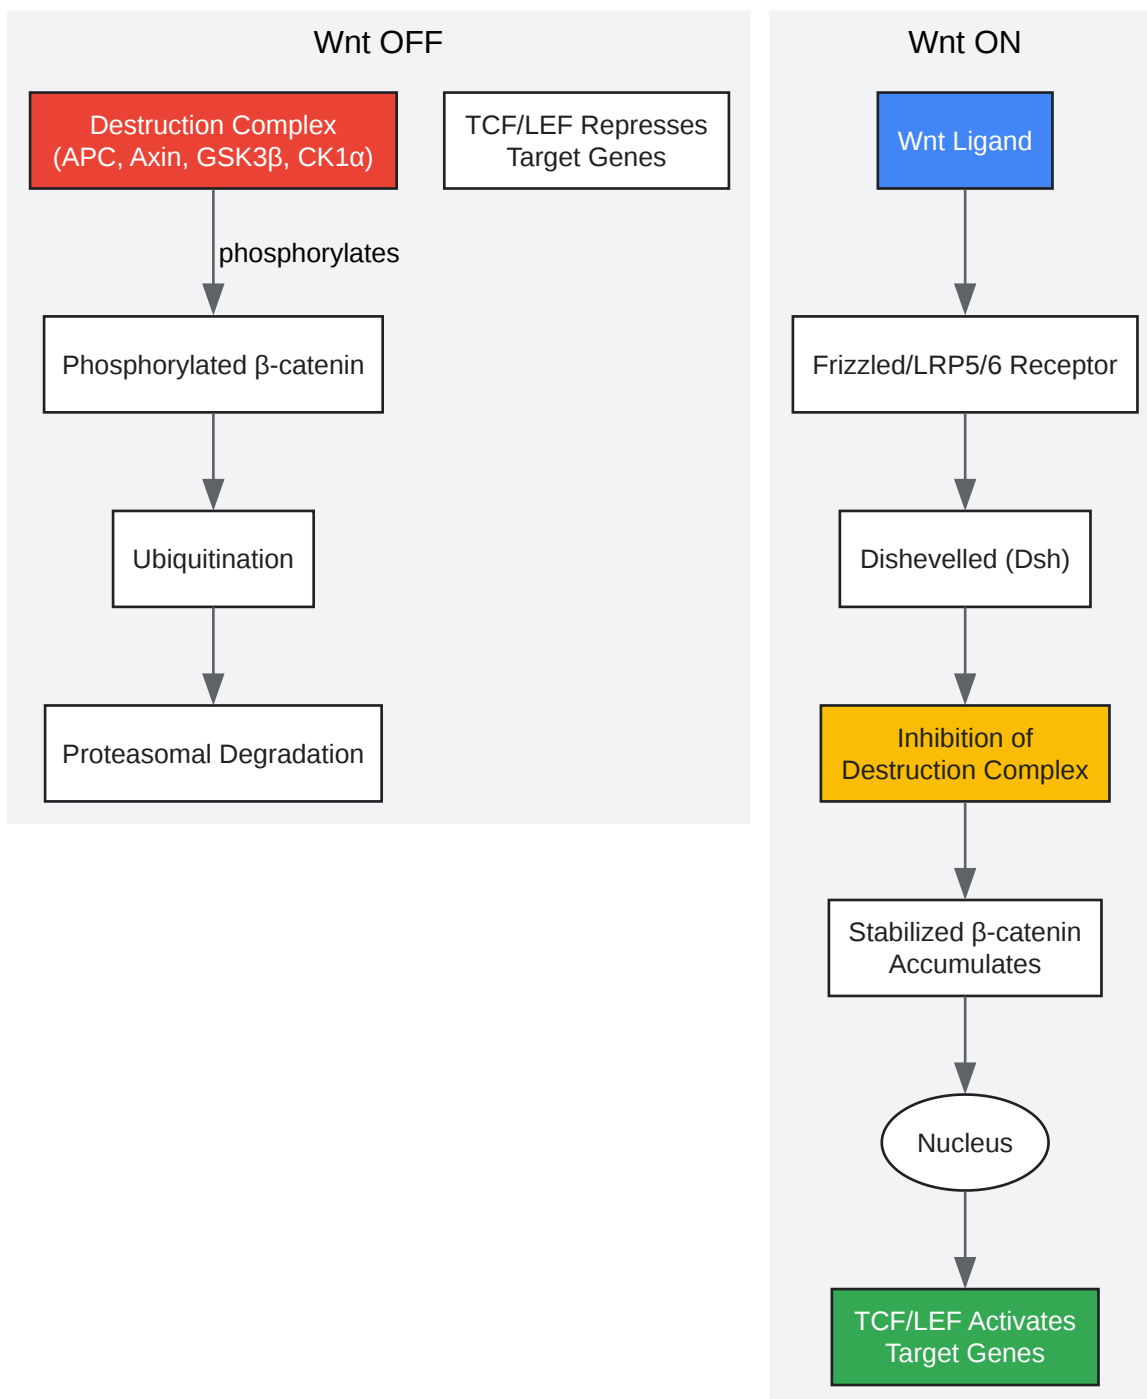 Wnt OFF
Destruction Complex
(APC, Axin, GSK3β, CK1α)
TCF/LEF Represses
Target Genes
phosphorylates
Phosphorylated β-catenin
Ubiquitination
Proteasomal Degradation
Wnt ON
Wnt Ligand
Frizzled/LRP5/6 Receptor
Dishevelled (Dsh)
Inhibition of
Destruction Complex
Stabilized β-catenin
Accumulates
Nucleus
TCF/LEF Activates
Target Genes